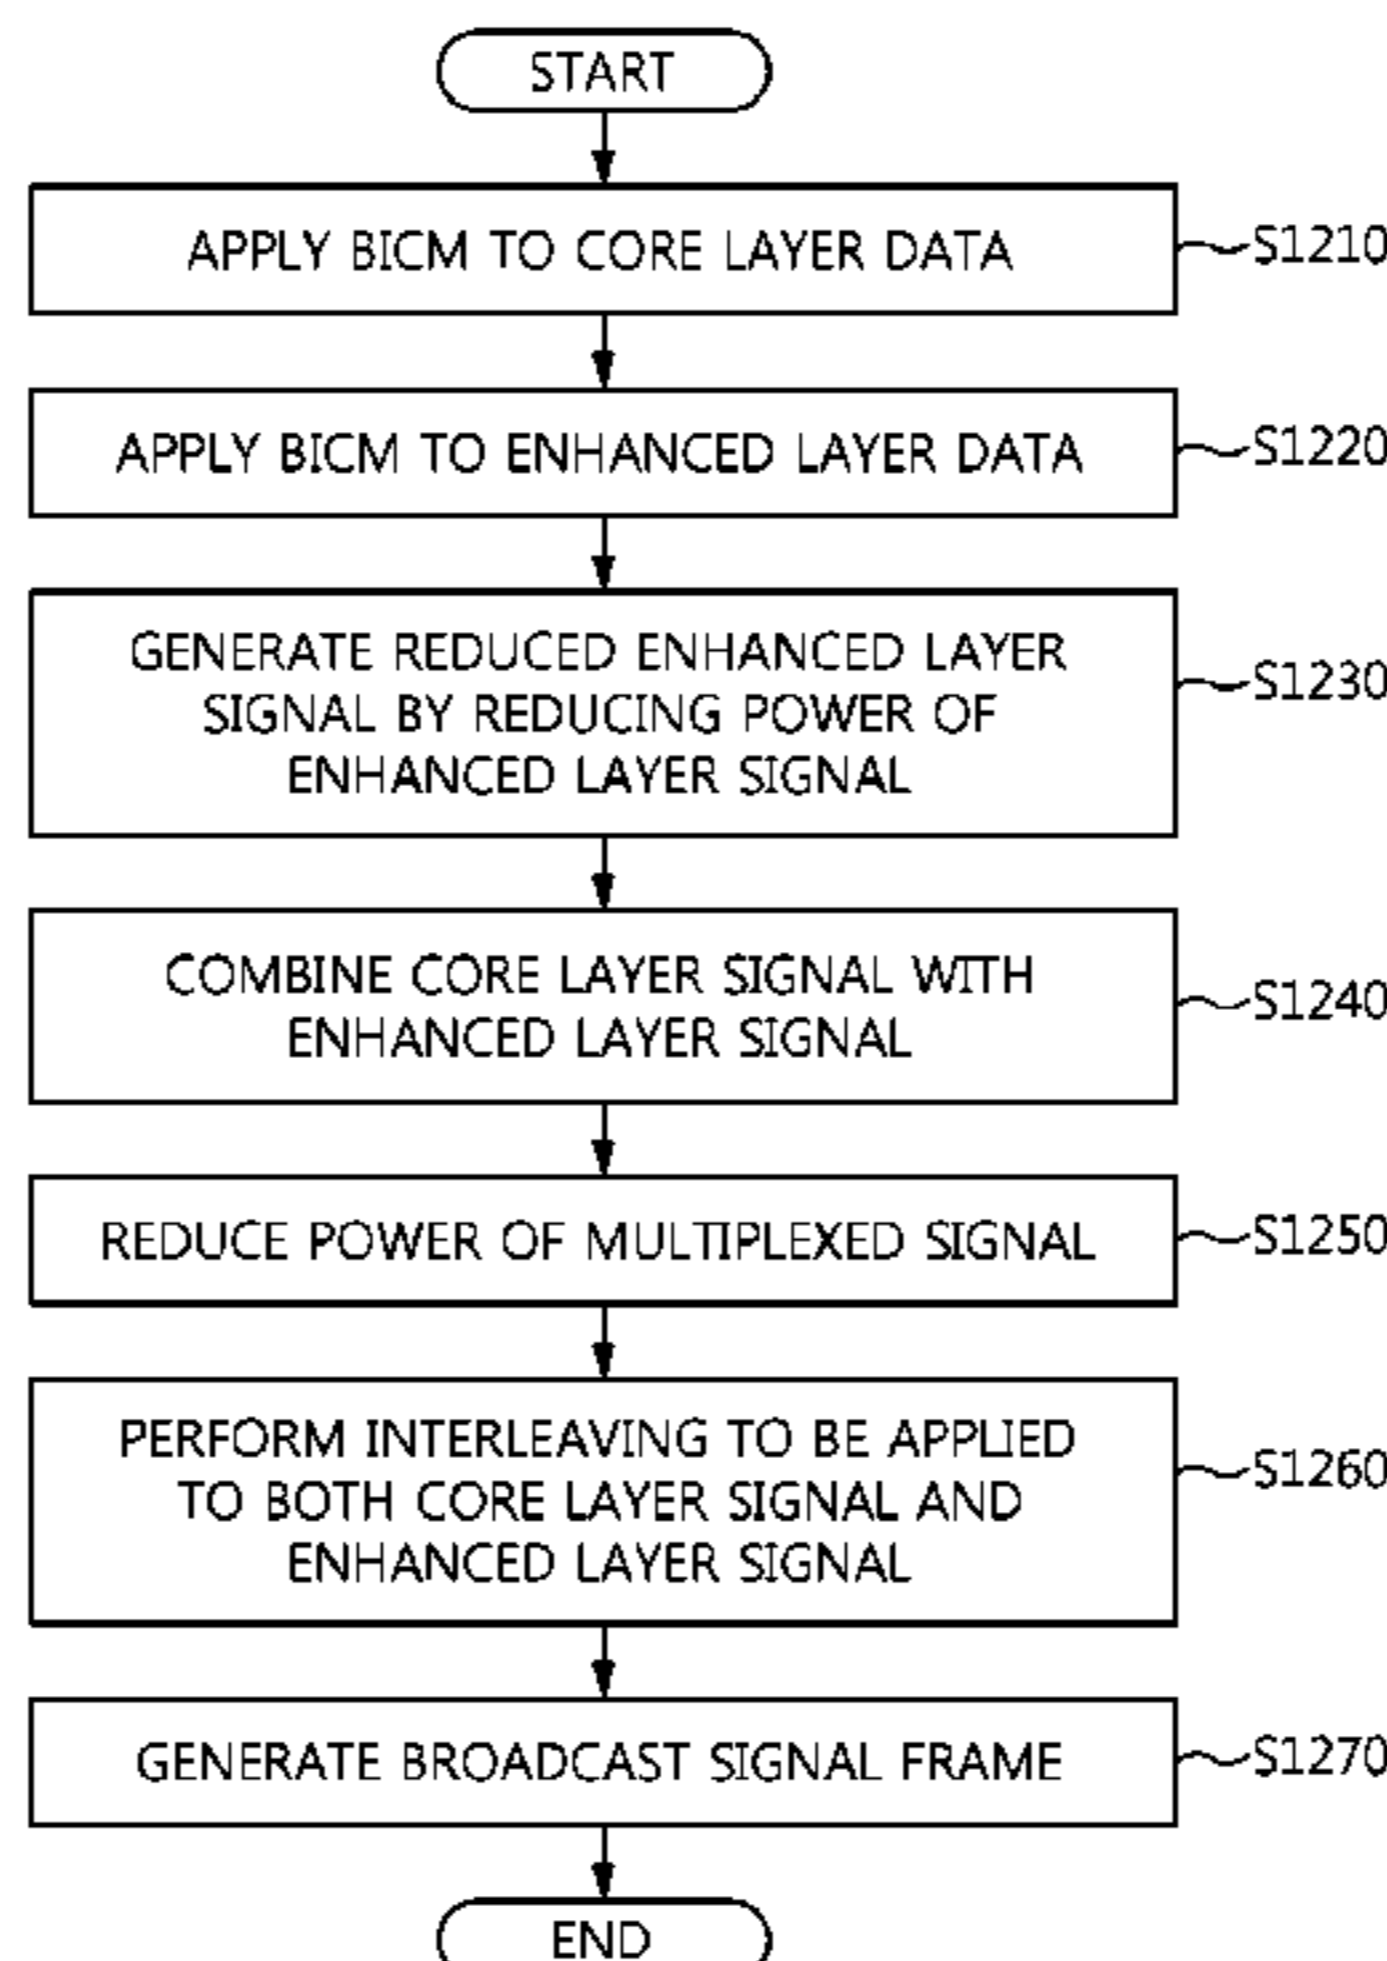 START
APPLY BICM TO CORE LAYER DATA
S1210
APPLY BICM TO ENHANCED LAYER DATA
S1220
GENERATE REDUCED ENHANCED LAYER
SIGNAL BY REDUCING POWER OF
ENHANCED LAYER SIGNAL
S1230
COMBINE CORE LAYER SIGNAL WITH
ENHANCED LAYER SIGNAL
S1240
REDUCE POWER OF MULTIPLEXED SIGNAL
S1250
PERFORM INTERLEAVING TO BE APPLIED
TO BOTH CORE LAYER SIGNAL AND
ENHANCED LAYER SIGNAL
S1260
GENERATE BROADCAST SIGNAL FRAME
S1270
END